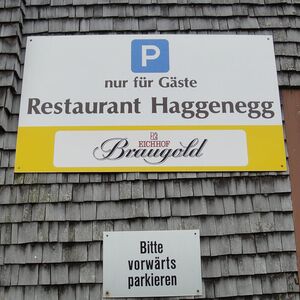 P
nur für Gäste
Restaurant Haggenegg
EICHHOF
Braugold
Bitte
vorwärts
parkieren